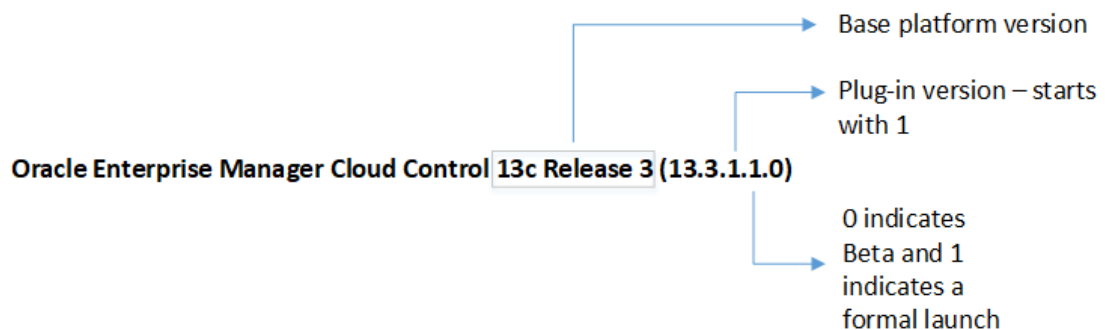 Base platform version
Plug-in version – starts
with 1
Oracle Enterprise Manager Cloud Control 13c Release 3 (13.3.1.1.0)
0 indicates
Beta and 1
indicates a
formal launch